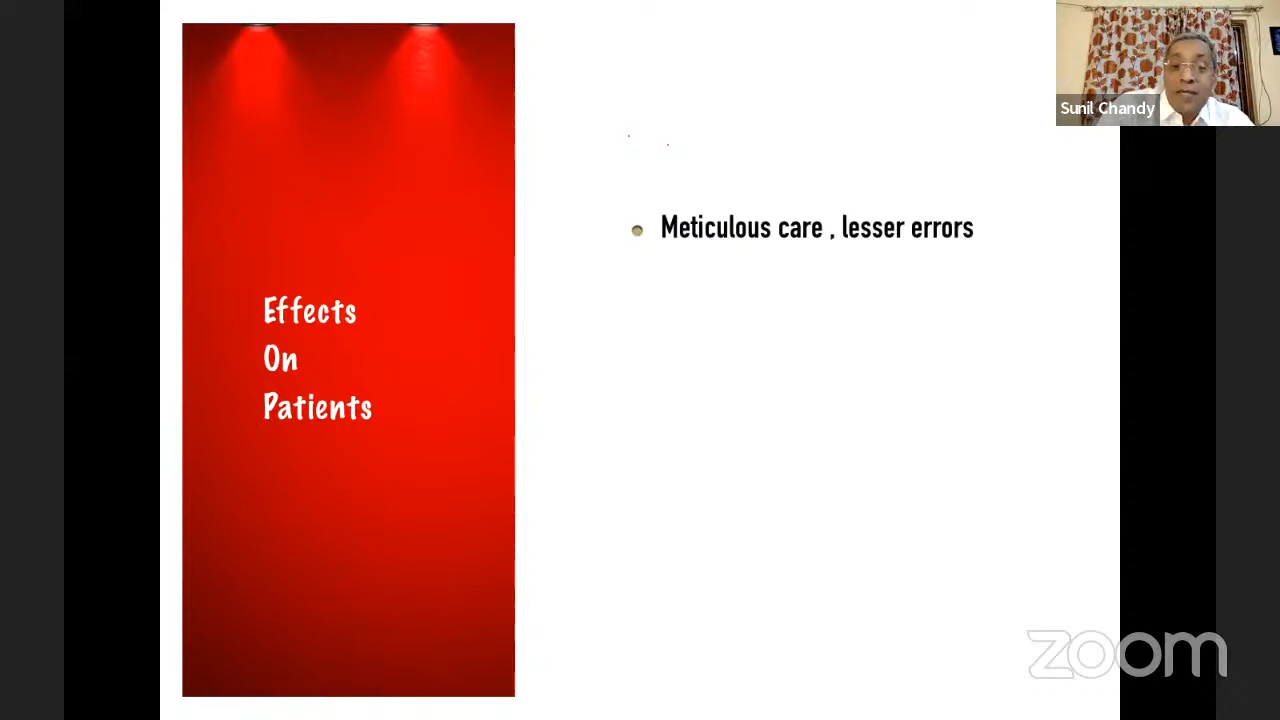 Effects
On
Patients
Meticulous care , lesser errors
Sunil Chandy
zoom